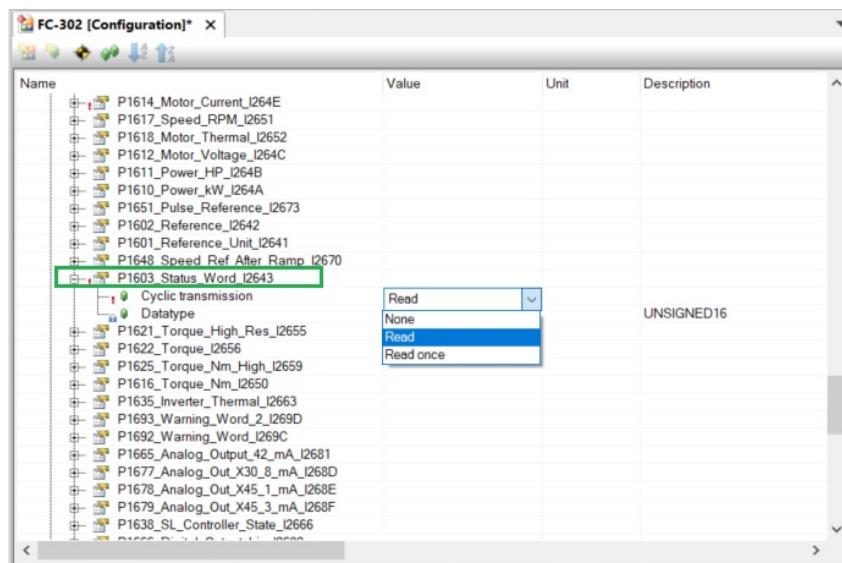 FC-302 [Configuration]* X
Name Value Unit Description
P1614_Motor_Current_I264E
P1617_Speed_RPM_I2651
P1618_Motor_Thermal_I2652
P1612_Motor_Voltage_I264C
P1611_Power_HP_I264B
P1610_Power_kW_I264A
P1651_Pulse_Reference_I2673
P1602_Reference_I2642
P1601_Reference_Unit_I2641
P1648_Speed_Ref_After_Ramp_I2670
P1603_Status_Word_I2643
Cyclic transmission Read
None
Datatype UNSIGNED16
Read
Read once
P1621_Torque_High_Res_I2655
P1622_Torque_I2656
P1625_Torque_Nm_High_I2659
P1616_Torque_Nm_I2650
P1635_Inverter_Thermal_I2663
P1693_Warning_Word_2_I269D
P1692_Warning_Word_I269C
P1665_Analog_Output_42_mA_I2681
P1677_Analog_Out_X30_8_mA_I268D
P1678_Analog_Out_X45_1_mA_I268E
P1679_Analog_Out_X45_3_mA_I268F
P1638_SL_Controller_State_I2666